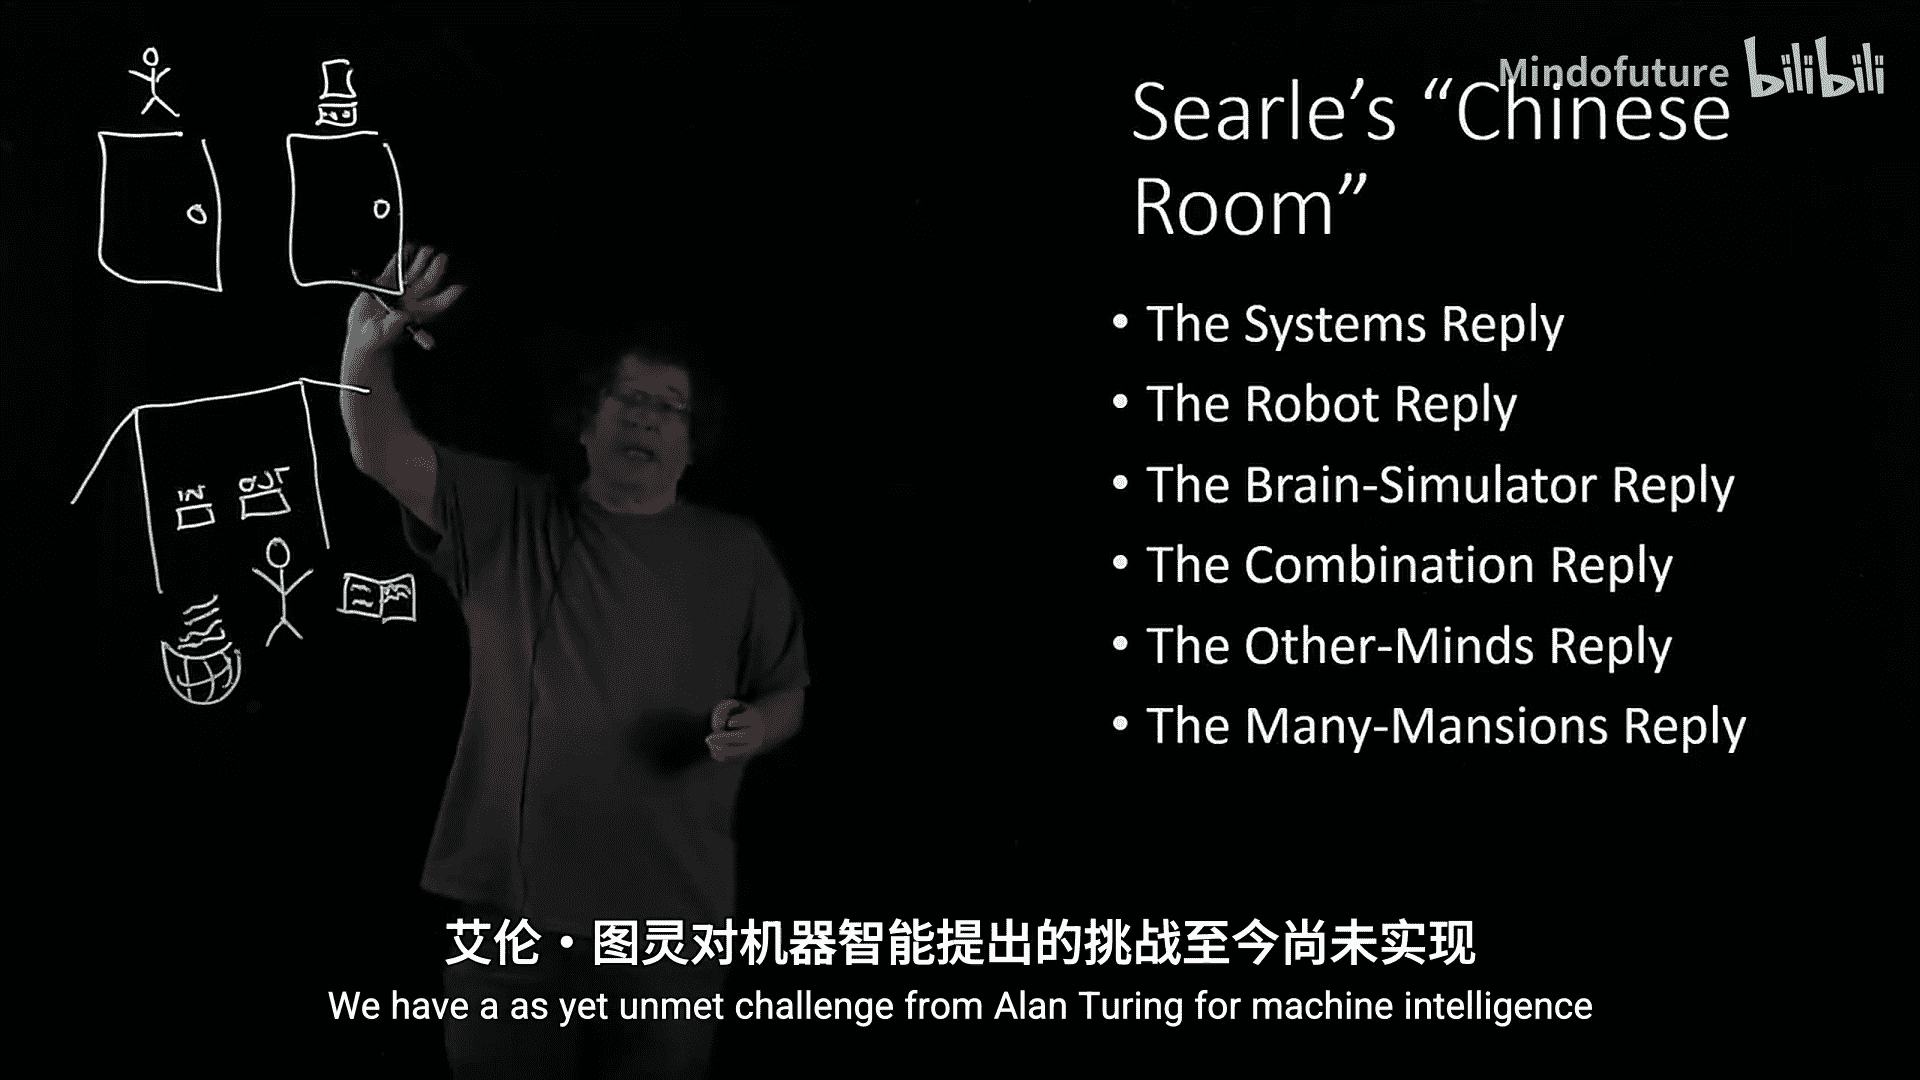 Mindofuture bilibili
Searle's “Chinese
Room”
• The Systems Reply
• The Robot Reply
• The Brain-Simulator Reply
• The Combination Reply
• The Other-Minds Reply
• The Many-Mansions Reply
IN OUT
艾伦·图灵对机器智能提出的挑战至今尚未实现
We have a as yet unmet challenge from Alan Turing for machine intelligence